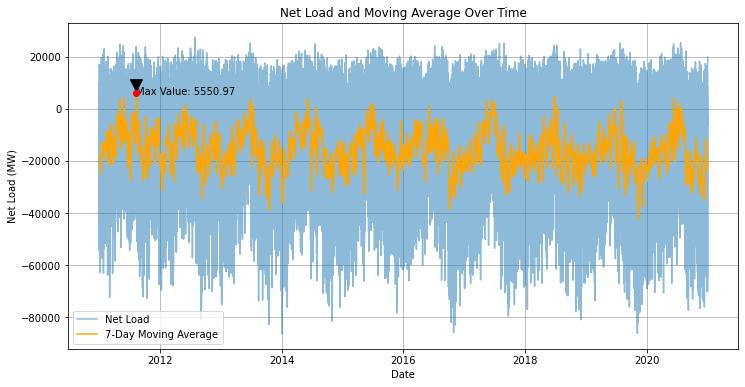 Net Load and Moving Average Over Time
20000
Max Value: 5550.97
0
−20000
−40000
−60000
−80000
Net Load (MW)
Net Load
7-Day Moving Average
2012
2014
2016
2018
2020
Date